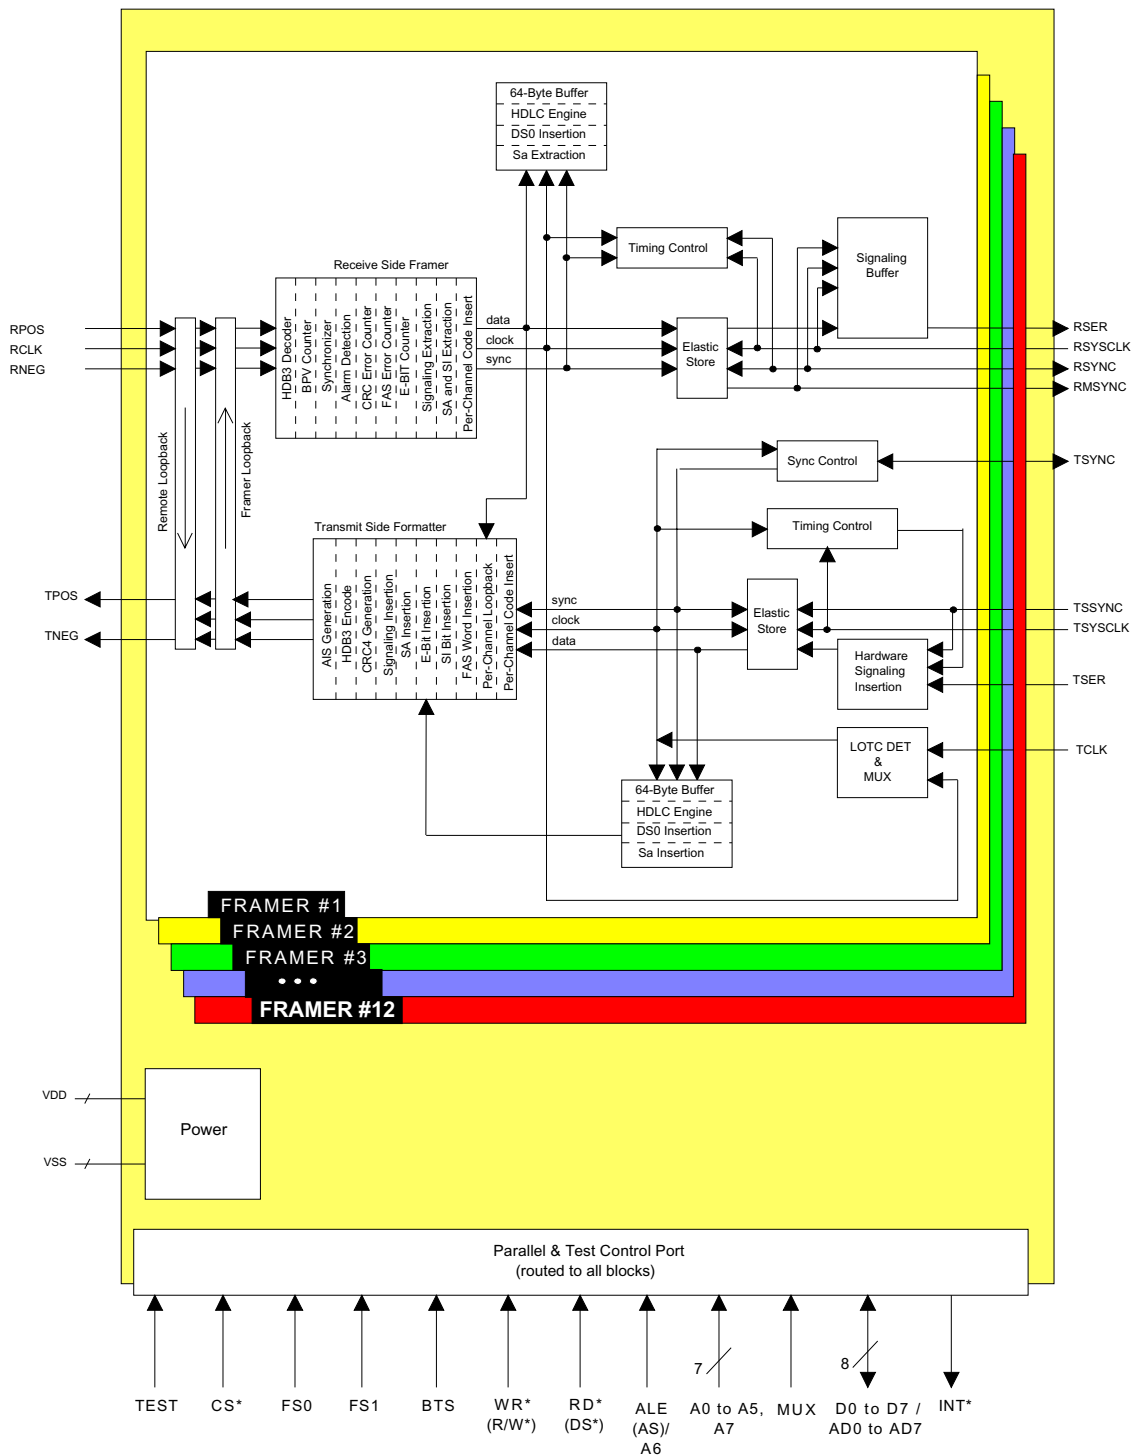 64-Byte Buffer
HDLC Engine
DS0 Insertion
Sa Extraction
Timing Control
Signaling
Buffer
Receive Side Framer
HDB3 Decoder
BPV Counter
Synchronizer
Alarm Detection
CRC Error Counter
FAS Error Counter
E-BIT Counter
Signaling Extraction
SA and SI Extraction
Per-Channel Code Insert
data
clock
sync
Elastic
Store
RPOS
RCLK
RNEG
RSER
RSYSCLK
RSYNC
RMSYNC
Remote Loopback
Framer Loopback
Sync Control
TSYNC
Timing Control
Transmit Side Formatter
AIS Generation
HDB3 Encode
CRC4 Generation
Signaling Insertion
SA Insertion
E-Bit Insertion
SI Bit Insertion
FAS Word Insertion
Per-Channel Loopback
Per-Channel Code Insert
sync
clock
data
Elastic
Store
TPOS
TNEG
TSSYNC
TSYSCLK
Hardware
Signaling
Insertion
TSER
LOTC DET
&
MUX
TCLK
64-Byte Buffer
HDLC Engine
DS0 Insertion
Sa Insertion
FRAMER #1
FRAMER #2
FRAMER #3
• • •
FRAMER #12
VDD
VSS
Power
Parallel & Test Control Port
(routed to all blocks)
7
8
TEST
CS*
FS0
FS1
BTS
WR*
(R/W*)
RD*
(DS*)
ALE
(AS)/
A6
A0 to A5,
A7
MUX
D0 to D7 /
AD0 to AD7
INT*